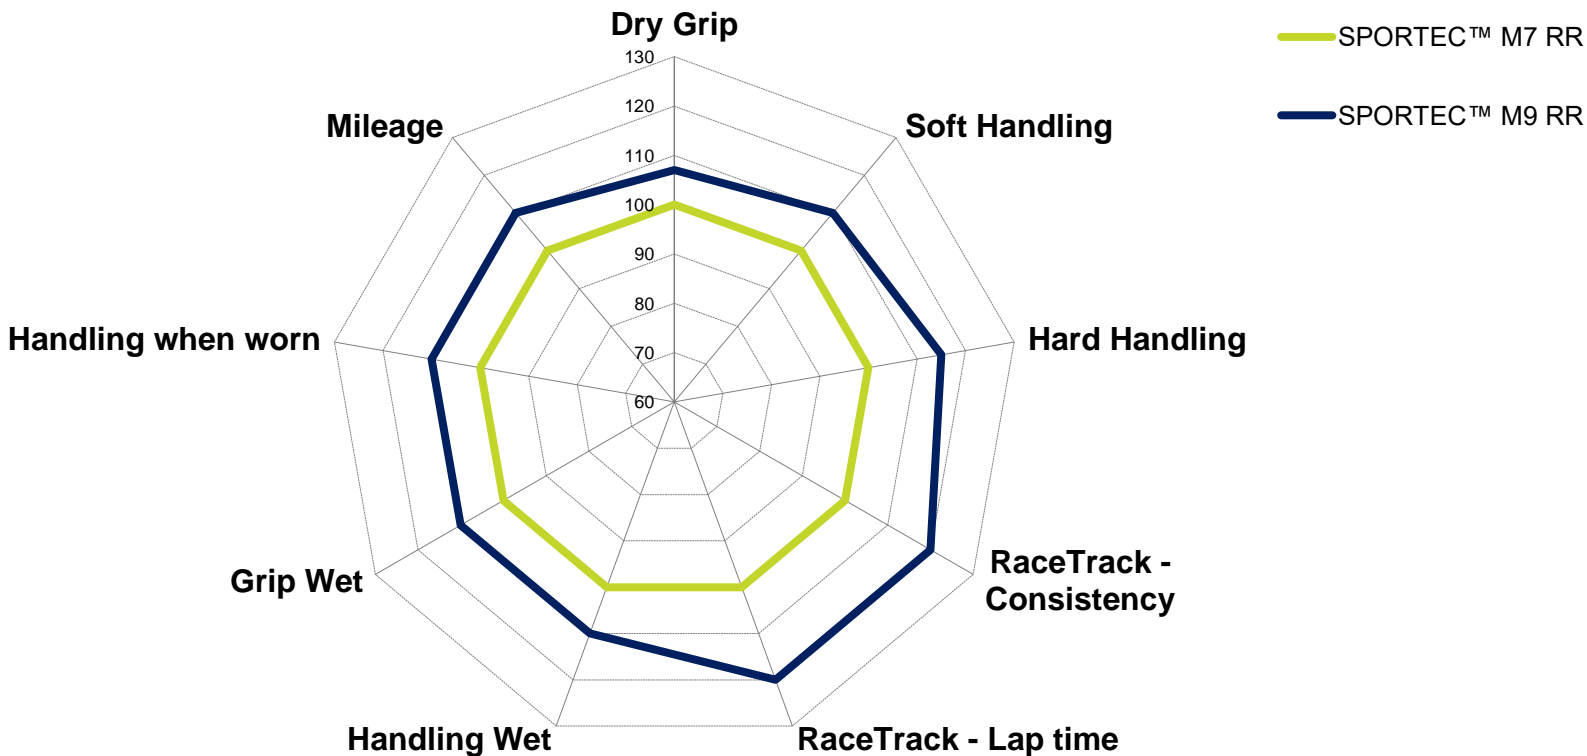 Dry Grip
SPORTEC™ M7 RR
130
120
Mileage
Soft Handling
SPORTEC™ M9 RR
110
100
90
80
Handling when worn
Hard Handling
70
60
RaceTrack -
Consistency
Grip Wet
Handling Wet
RaceTrack - Lap time